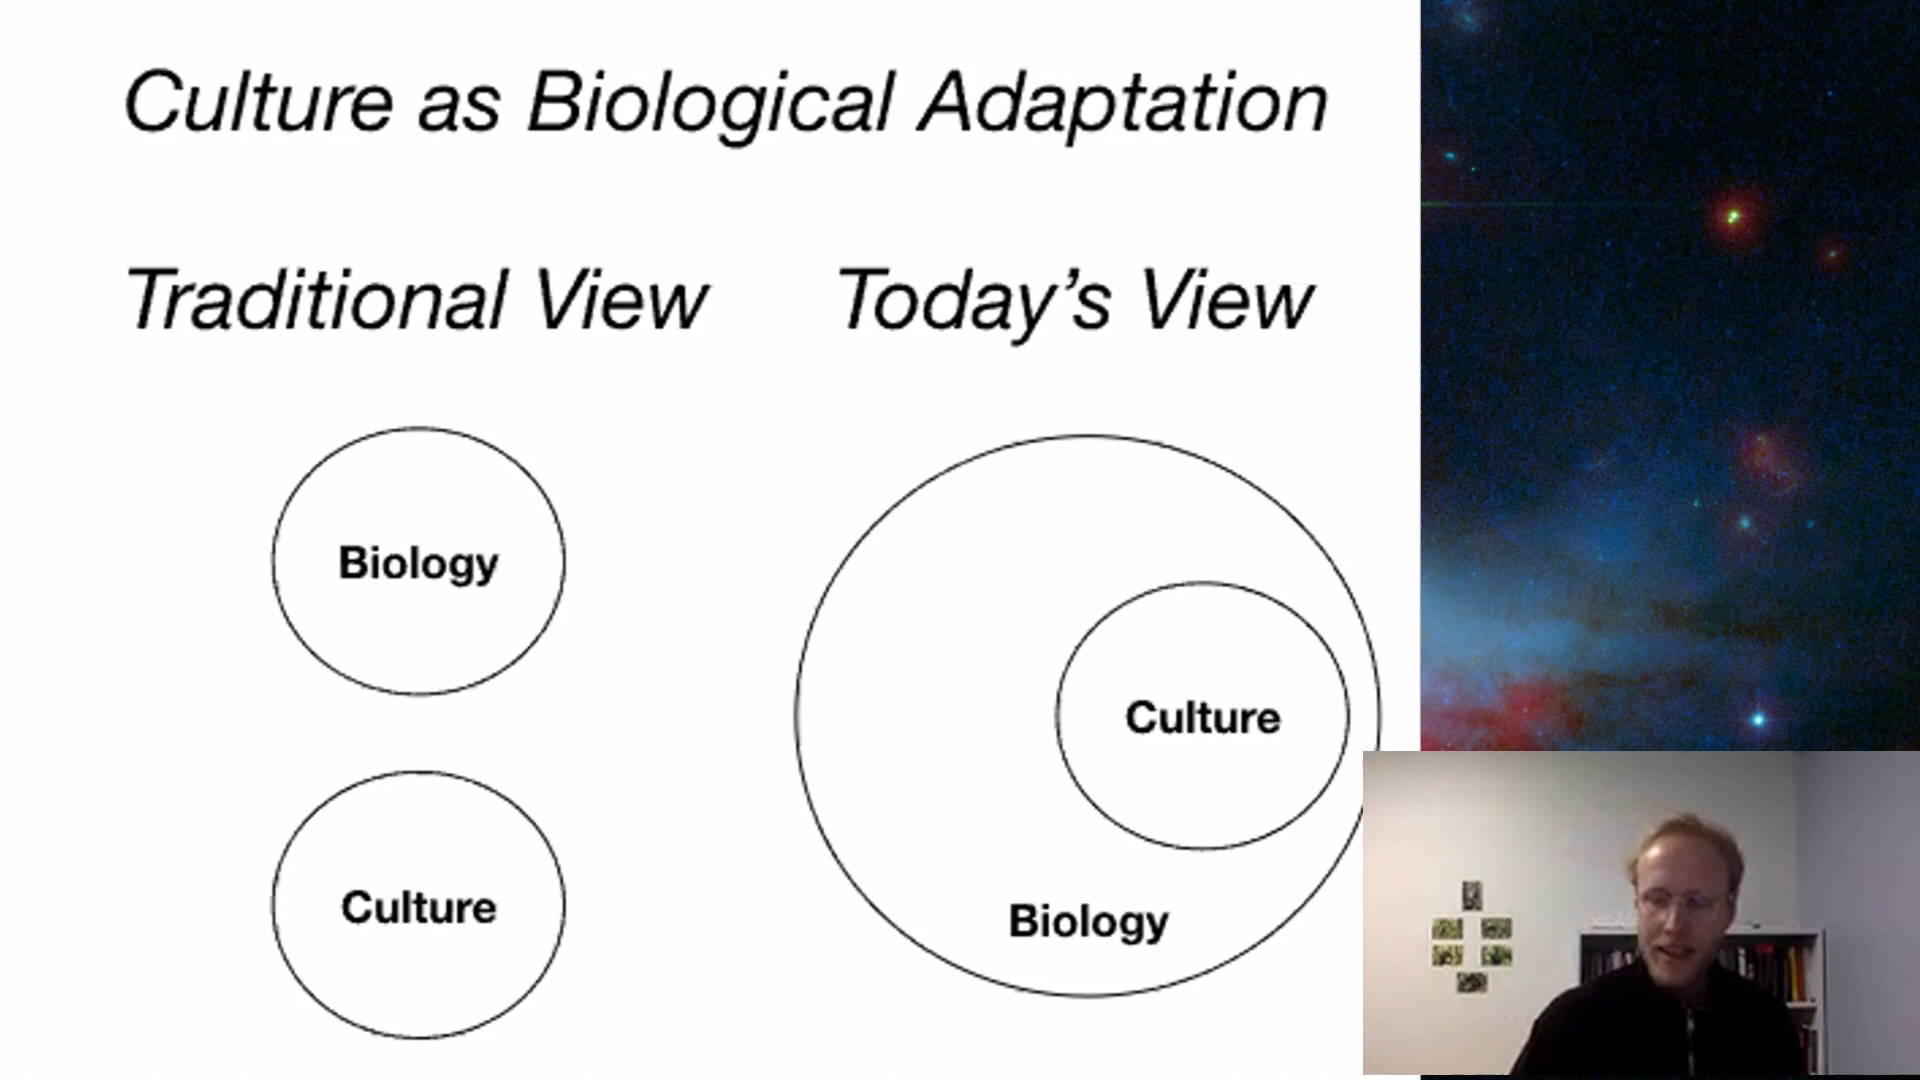 Culture as Biological Adaptation
Traditional View
Today's View
Biology
Culture
Culture
Biology